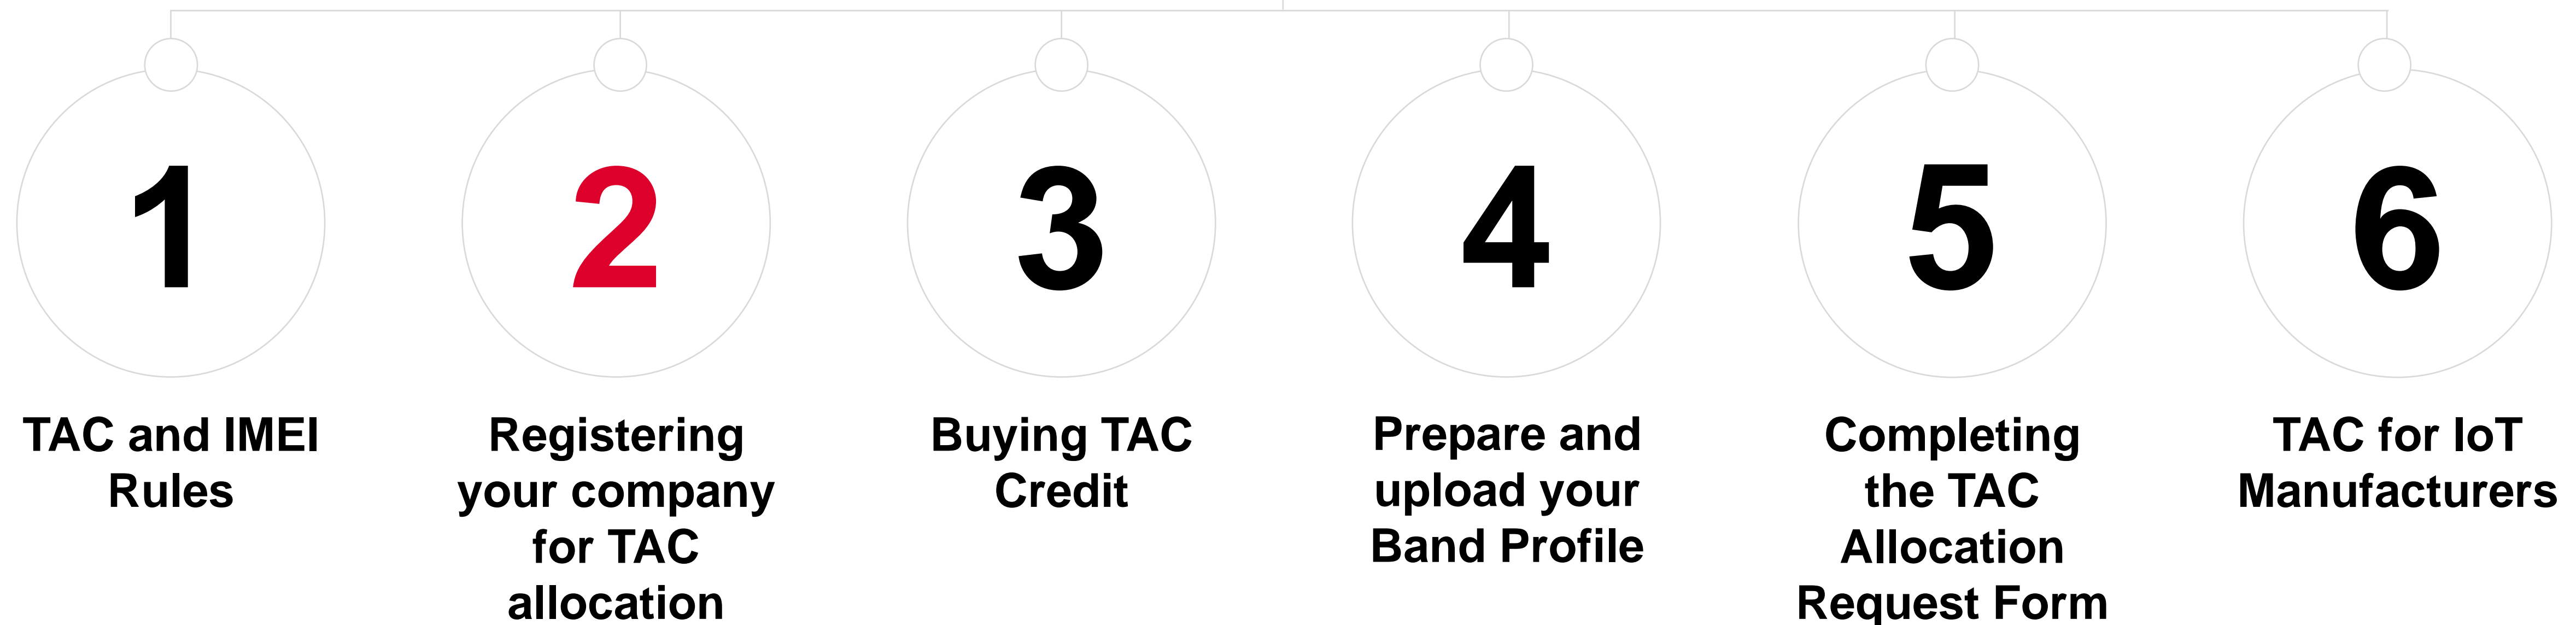 1
TAC and IMEI
Rules
2
Registering
your company
for TAC
allocation
3
Buying TAC
Credit
4
Prepare and
upload your
Band Profile
5
Completing
the TAC
Allocation
Request Form
6
TAC for IoT
Manufacturers